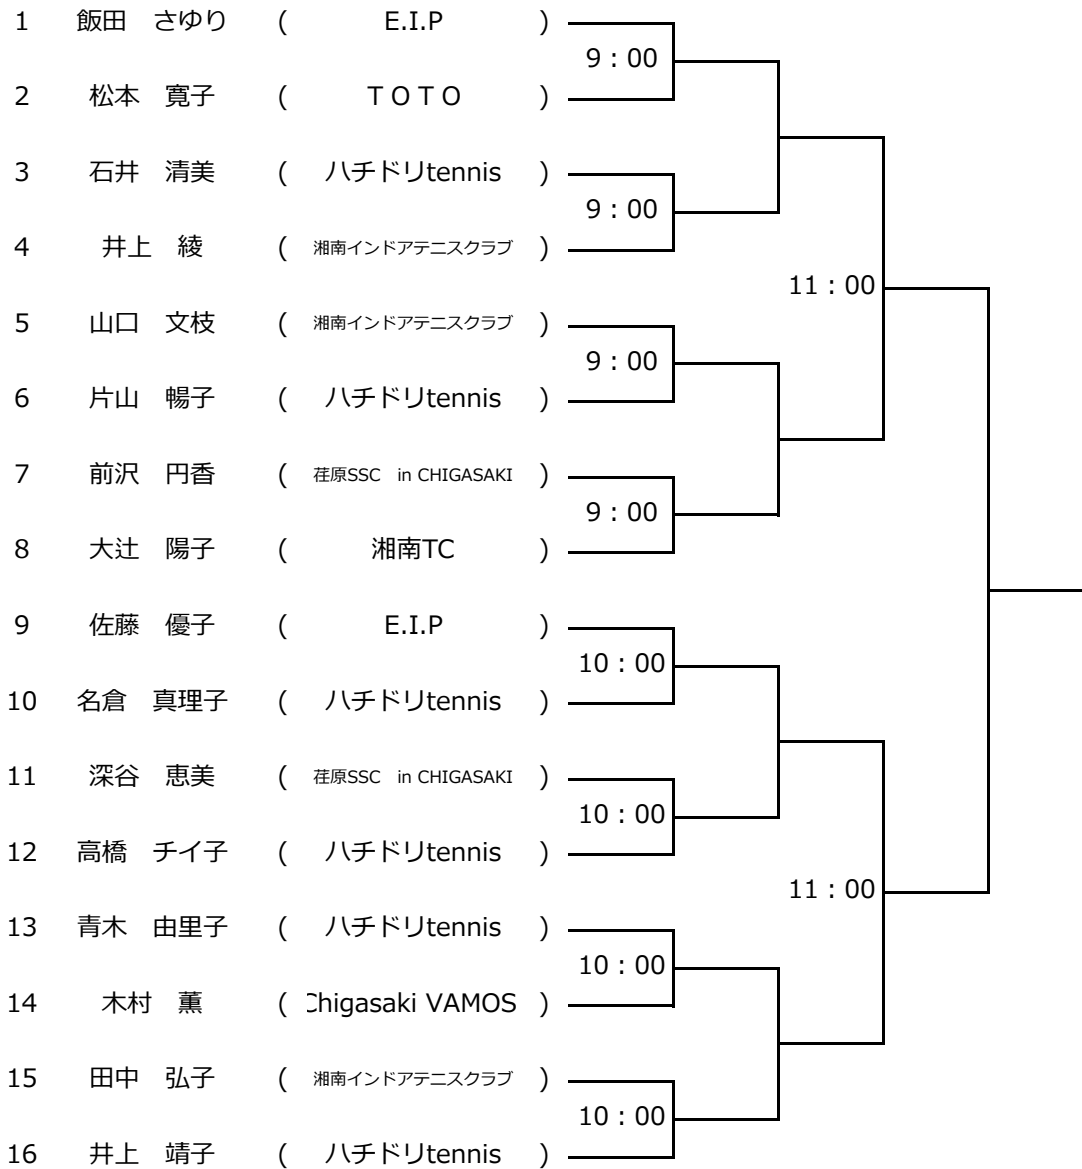 1 飯田　さゆり ( E.I.P )
9：00
2 松本　寛子 ( ＴＯＴＯ )
3 石井　清美 ( ハチドリtennis )
9：00
4 井上　綾 ( 湘南インドアテニスクラブ )
11：00
5 山口　文枝 ( 湘南インドアテニスクラブ )
9：00
6 片山　暢子 ( ハチドリtennis )
7 前沢　円香 ( 荏原SSC　in CHIGASAKI )
9：00
8 大辻　陽子 ( 湘南TC )
9 佐藤　優子 ( E.I.P )
10：00
10 名倉　真理子 ( ハチドリtennis )
11 深谷　恵美 ( 荏原SSC　in CHIGASAKI )
10：00
12 高橋　チイ子 ( ハチドリtennis )
11：00
13 青木　由里子 ( ハチドリtennis )
10：00
14 木村　薫 ( Chigasaki VAMOS )
15 田中　弘子 ( 湘南インドアテニスクラブ )
10：00
16 井上　靖子 ( ハチドリtennis )